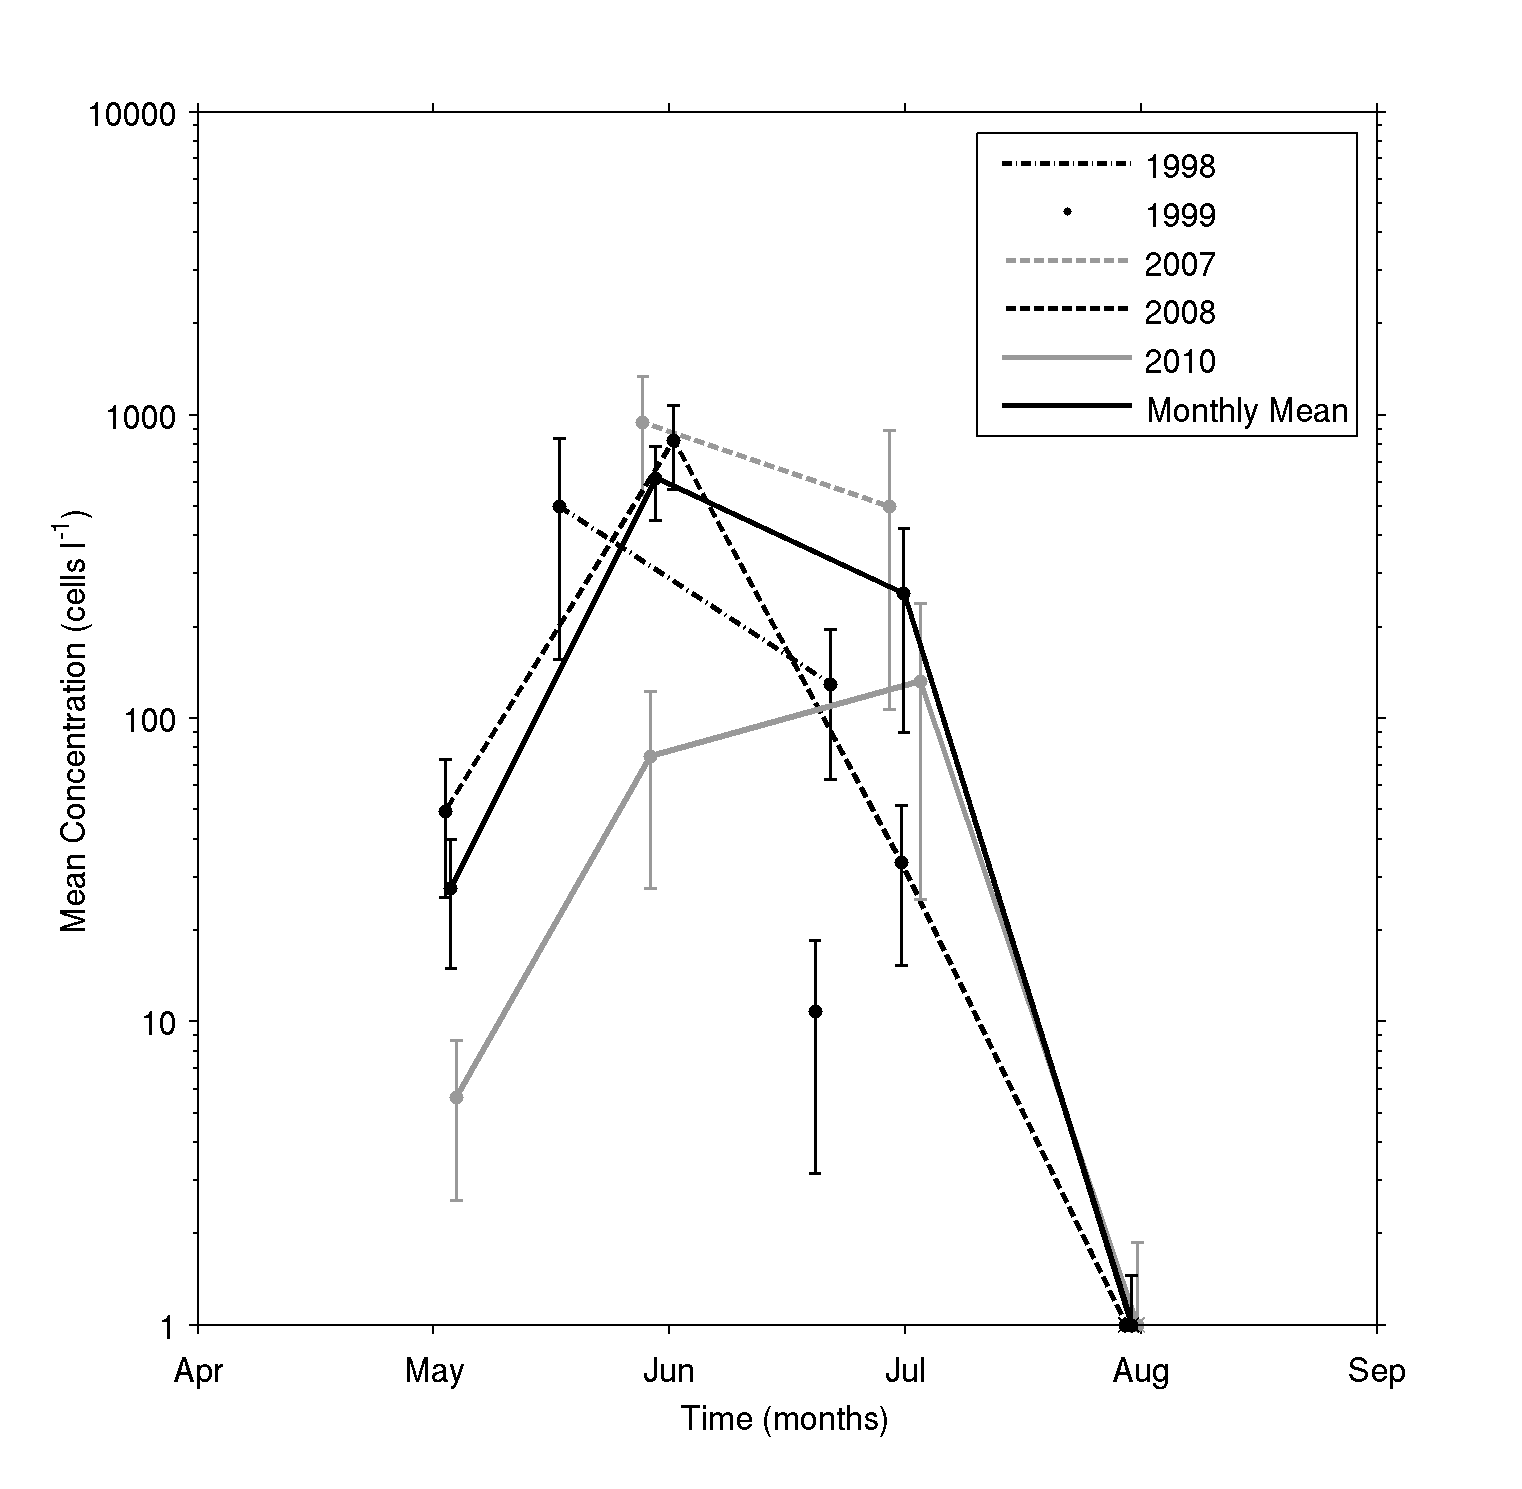 10000
1000
100
10
1
Mean Concentration (cells l⁻¹)
1998
1999
2007
2008
2010
Monthly Mean
Apr May Jun Jul Aug Sep
Time (months)